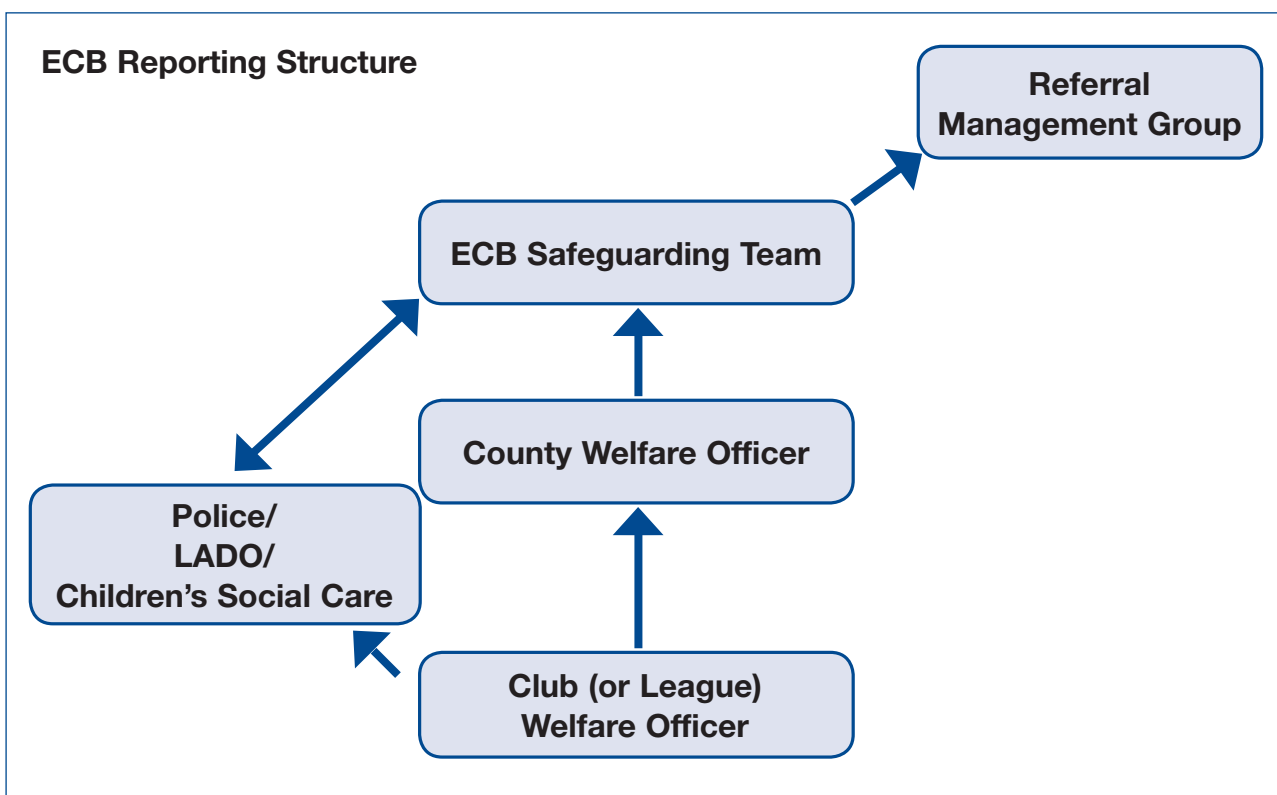 ECB Reporting Structure
Referral
Management Group
ECB Safeguarding Team
County Welfare Officer
Police/
LADO/
Children’s Social Care
Club (or League)
Welfare Officer